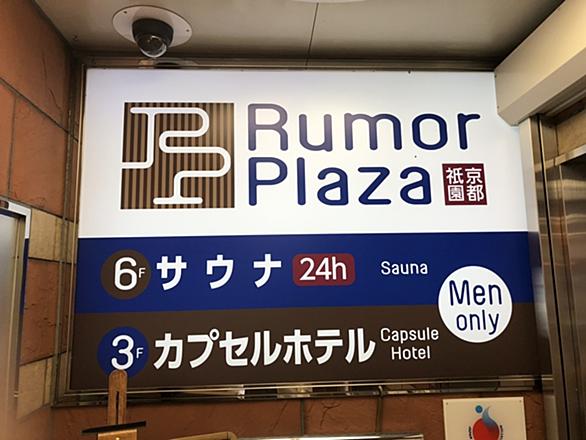 Rumor
Plaza
京都
祇園
6F サウナ 24h Sauna
3F カプセルホテル Capsule
Hotel
Men
only